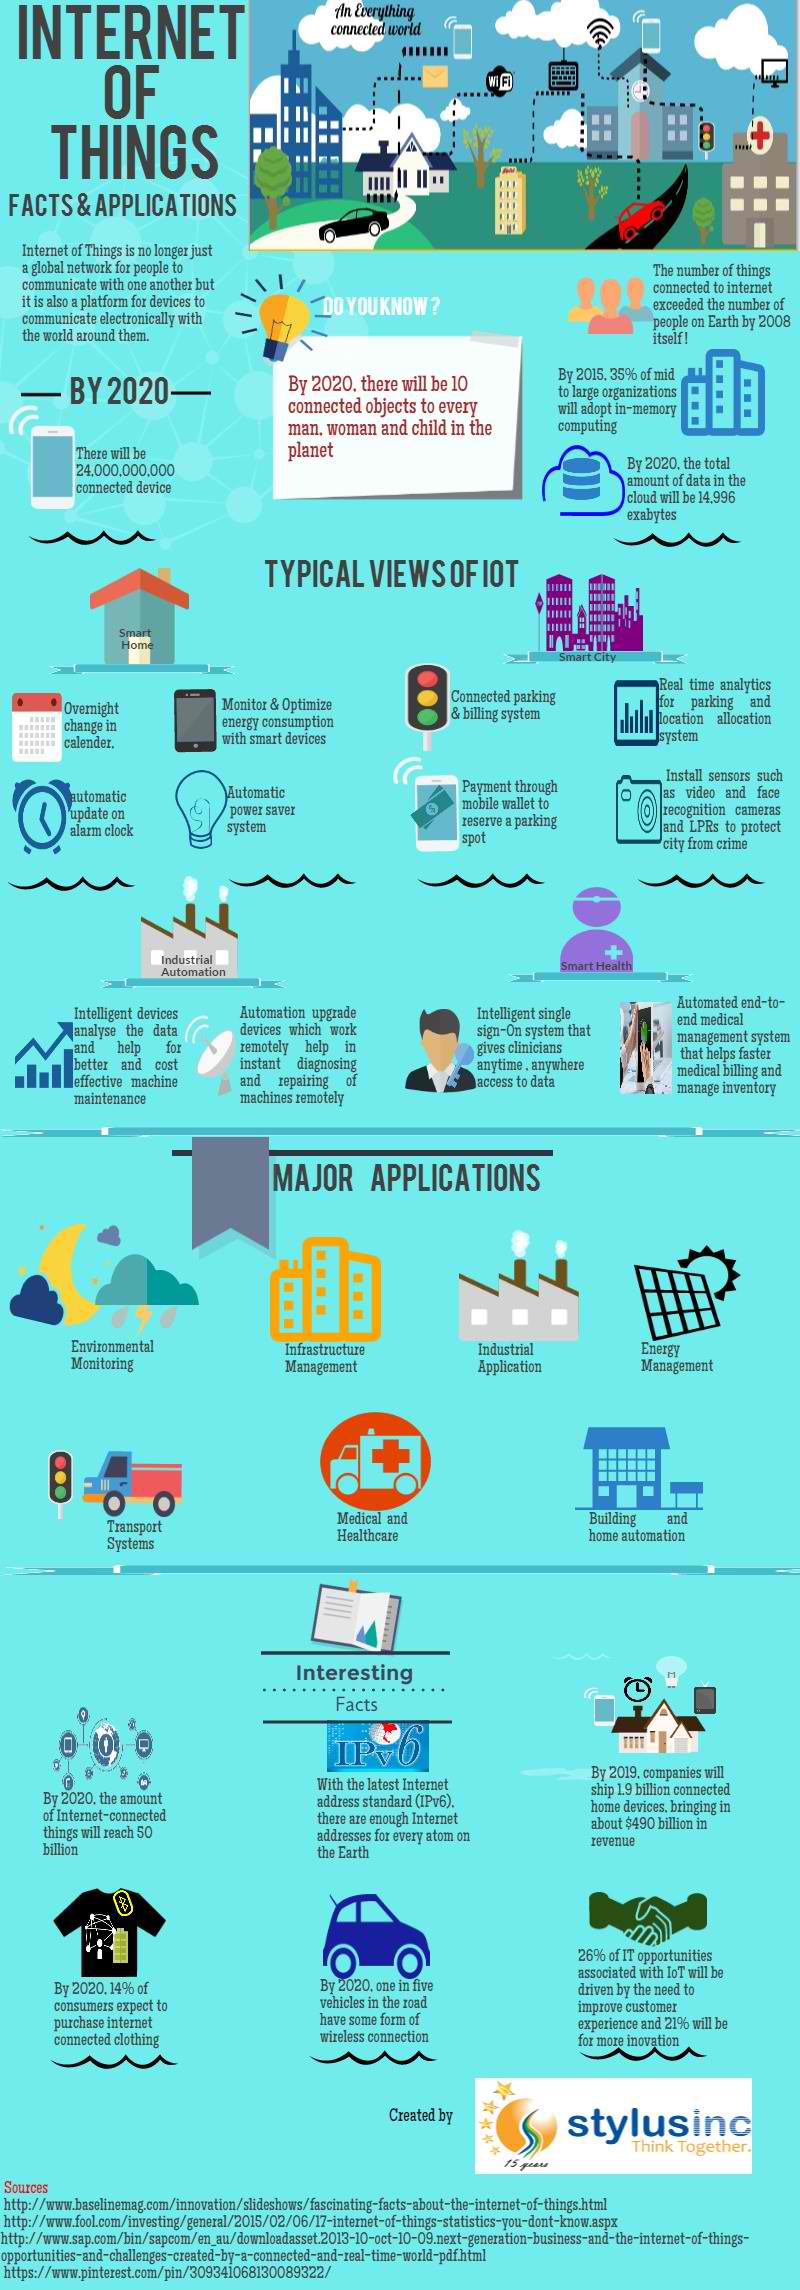 INTERNET
OF
THINGS
FACTS & APPLICATIONS
An Everything
connected world
WiFi
Internet of Things is no longer just
a global network for people to
communicate with one another but
it is also a platform for devices to
communicate electronically with
the world around them.
BY 2020
There will be
24,000,000,000
connected device
DO YOU KNOW ?
By 2020, there will be 10
connected objects to every
man, woman and child in the
planet
The number of things
connected to internet
exceeded the number of
people on Earth by 2008
itself!
By 2015, 35% of mid
to large organizations
will adopt in-memory
computing
By 2020, the total
amount of data in the
cloud will be 14,996
exabytes
TYPICAL VIEWS OF IOT
Smart
Home
Overnight
change in
calender,
Monitor & Optimize
energy consumption
with smart devices
automatic
update on
alarm clock
Automatic
power saver
system
Smart City
Connected parking
& billing system
Real time analytics
for parking and
location allocation
system
Payment through
mobile wallet to
reserve a parking
spot
Install sensors such
as video and face
recognition cameras
and LPRs to protect
city from crime
Industrial
Automation
Intelligent devices
analyse the data
and help for
better and cost
effective machine
maintenance
Automation upgrade
devices which work
remotely help in
instant diagnosing
and repairing of
machines remotely
Smart Health
Intelligent single
sign-On system that
gives clinicians
anytime , anywhere
access to data
Automated end-to-
end medical
management system
that helps faster
medical billing and
manage inventory
MAJOR APPLICATIONS
Environmental
Monitoring
Infrastructure
Management
Industrial
Application
Energy
Management
Transport
Systems
Medical and
Healthcare
Building and
home automation
Interesting
Facts
By 2020, the amount
of Internet-connected
things will reach 50
billion
IPv6
With the latest Internet
address standard (IPv6),
there are enough Internet
addresses for every atom on
the Earth
By 2019, companies will
ship 1.9 billion connected
home devices, bringing in
about $490 billion in
revenue
By 2020, 14% of
consumers expect to
purchase internet
connected clothing
By 2020, one in five
vehicles in the road
have some form of
wireless connection
26% of IT opportunities
associated with IoT will be
driven by the need to
improve customer
experience and 21% will be
for more inovation
Created by
stylusinc
Think Together.
15 years
Sources
http://www.baselinemag.com/innovation/slideshows/fascinating-facts-about-the-internet-of-things.html
http://www.fool.com/investing/general/2015/02/06/17-internet-of-things-statistics-you-dont-know.aspx
http://www.sap.com/bin/sapcom/en_au/downloadasset.2013-10-oct-10-09.next-generation-business-and-the-internet-of-things-
opportunities-and-challenges-created-by-a-connected-and-real-time-world-pdf.html
https://www.pinterest.com/pin/309341068130089322/